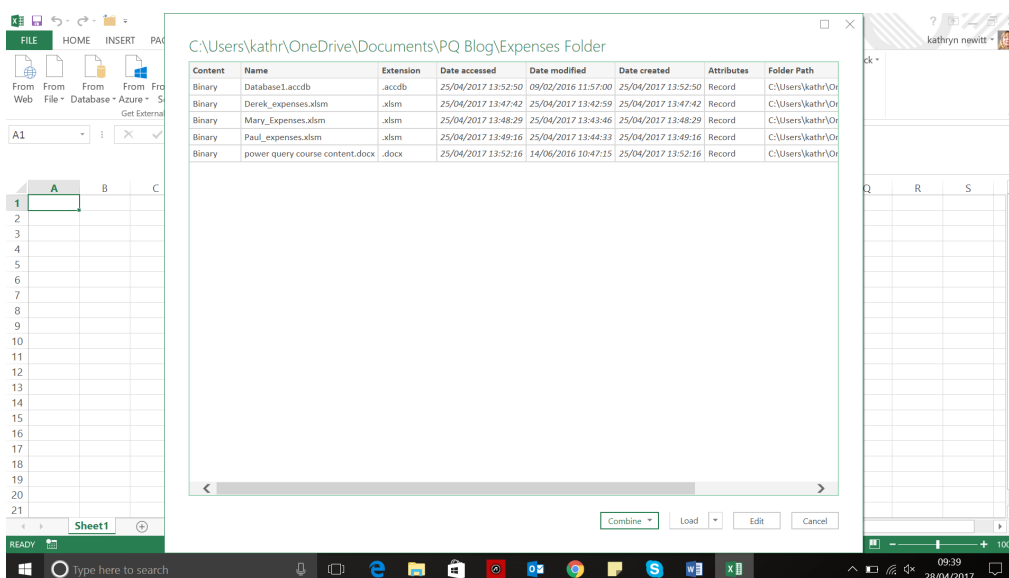 FILE HOME INSERT PAG
kathryn newitt
From Web
From File
From Database
From Azure
Get External
A1
C:\Users\kathr\OneDrive\Documents\PQ Blog\Expenses Folder
Content Name Extension Date accessed Date modified Date created Attributes Folder Path
Binary Database1.accdb .accdb 25/04/2017 13:52:50 09/02/2016 11:57:00 25/04/2017 13:52:50 Record C:\Users\kathr\Or
Binary Derek_expenses.xlsm .xlsm 25/04/2017 13:47:42 25/04/2017 13:42:59 25/04/2017 13:47:42 Record C:\Users\kathr\Or
Binary Mary_Expenses.xlsm .xlsm 25/04/2017 13:48:29 25/04/2017 13:43:46 25/04/2017 13:48:29 Record C:\Users\kathr\Or
Binary Paul_expenses.xlsm .xlsm 25/04/2017 13:49:16 25/04/2017 13:44:33 25/04/2017 13:49:16 Record C:\Users\kathr\Or
Binary power query course content.docx .docx 25/04/2017 13:52:16 14/06/2016 10:47:15 25/04/2017 13:52:16 Record C:\Users\kathr\Or
A B C Q R S
1
2
3
4
5
6
7
8
9
10
11
12
13
14
15
16
17
18
19
20
21
Combine Load Edit Cancel
Sheet1
READY
100
Type here to search
09:39
28/04/2017